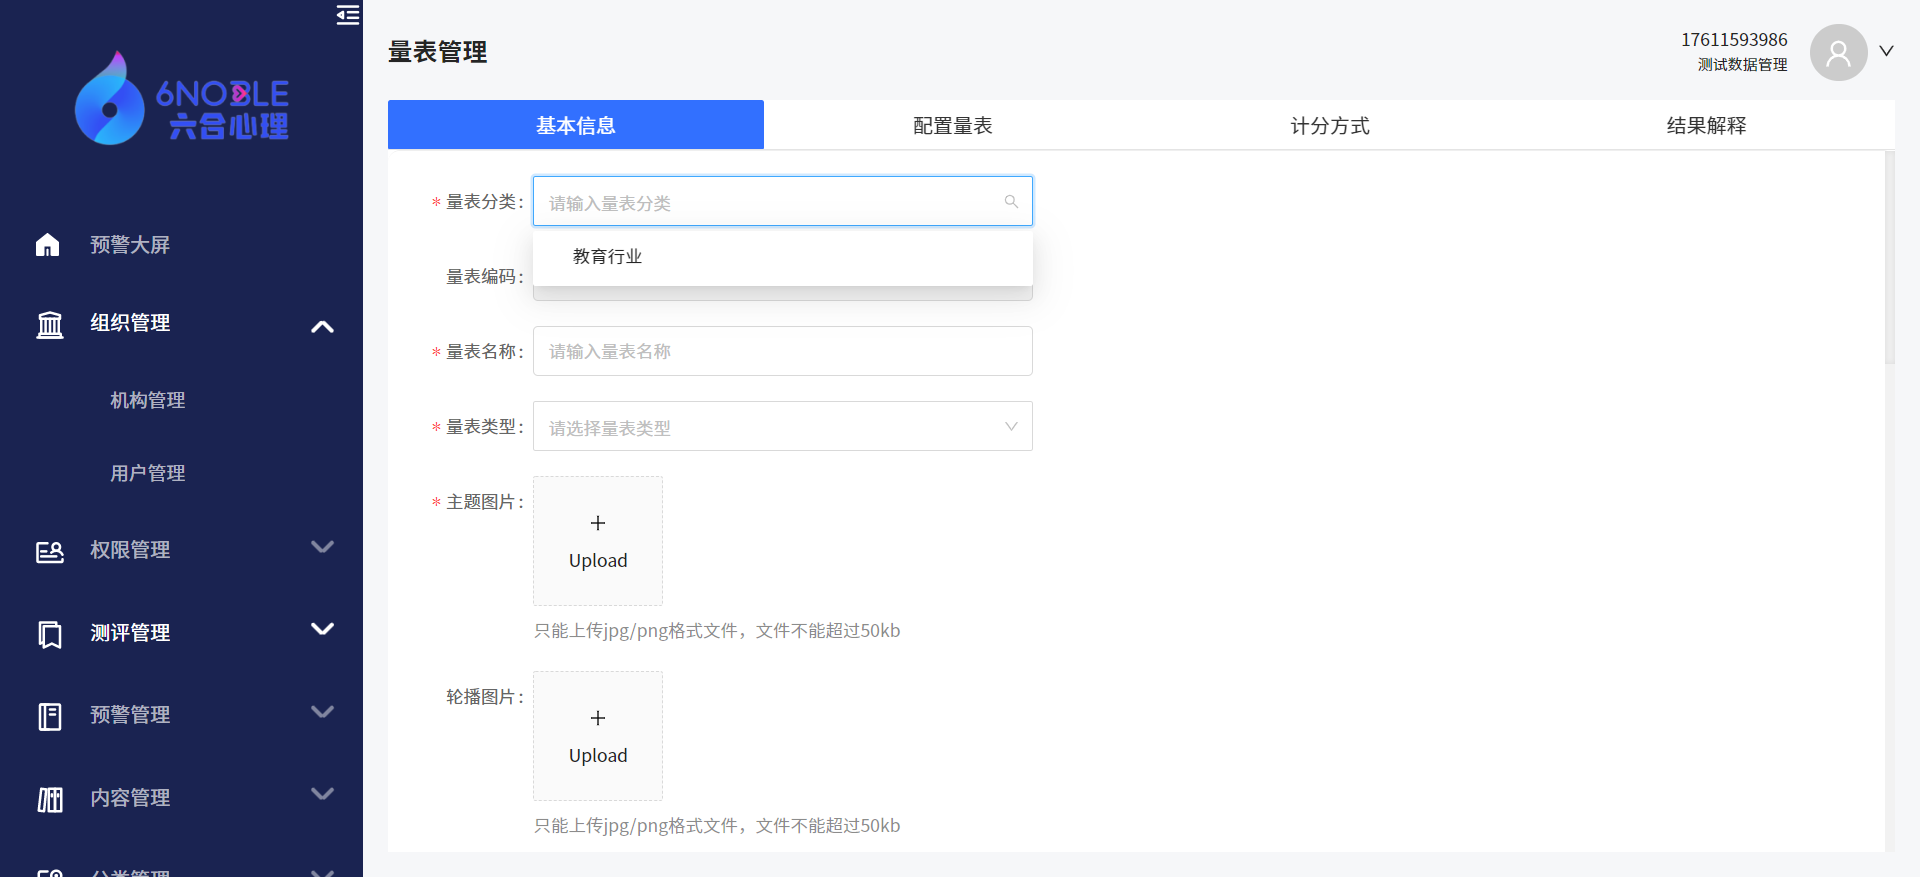 6NOBLE
六合心理
预警大屏
组织管理
机构管理
用户管理
权限管理
测评管理
预警管理
内容管理
分类管理
量表管理
17611593986
测试数据管理
基本信息
配置量表
计分方式
结果解释
* 量表分类:
请输入量表分类
教育行业
量表编码:
* 量表名称:
请输入量表名称
* 量表类型:
请选择量表类型
* 主题图片:
Upload
只能上传jpg/png格式文件，文件不能超过50kb
轮播图片:
Upload
只能上传jpg/png格式文件，文件不能超过50kb